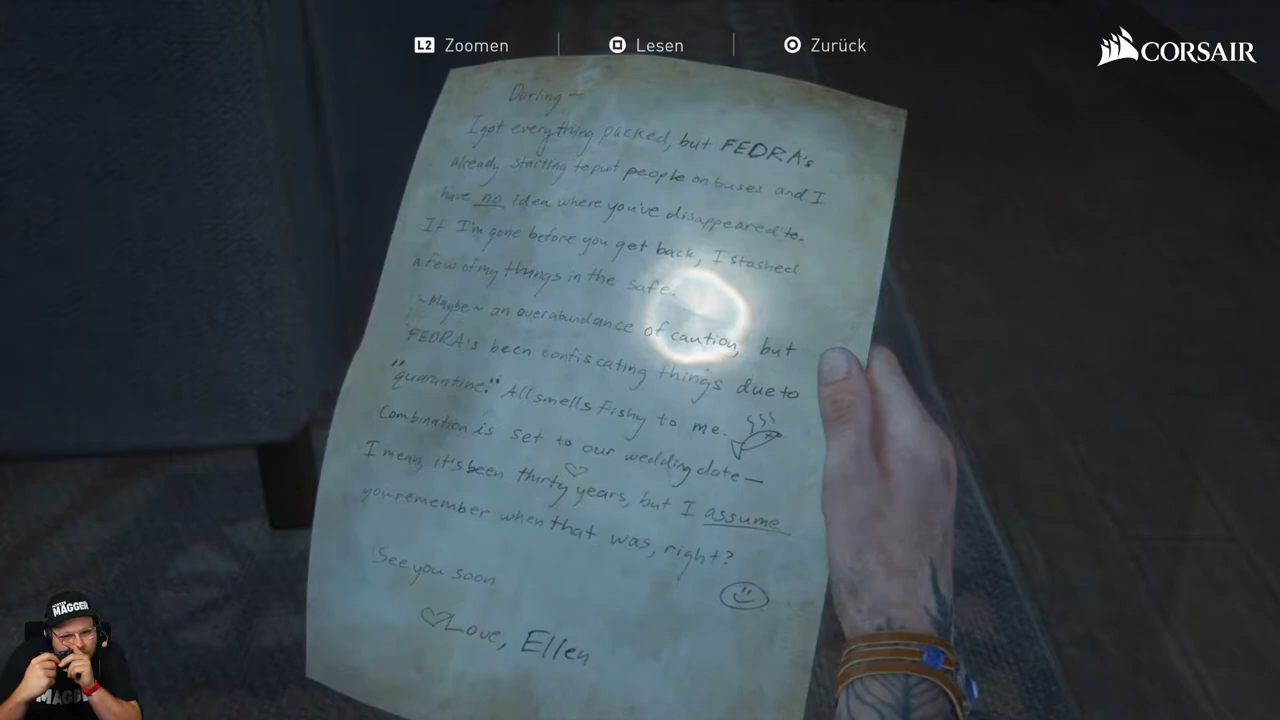 L2 Zoomen
Lesen
Zurück
CORSAIR
Darling —
I got everything packed, but FEDRA's
already starting to put people on buses and I
have no idea where you've disappeared to.
If I'm gone before you get back, I stashed
a few of my things in the safe.
~Maybe~ an overabundance of caution, but
FEDRA's been confiscating things due to
"quarantine." All smells fishy to me.
Combination is set to our wedding date—
I mean, it's been thirty years, but I assume
you remember when that was, right?
See you soon
Love, Ellen
MÄGGER
MÄGG